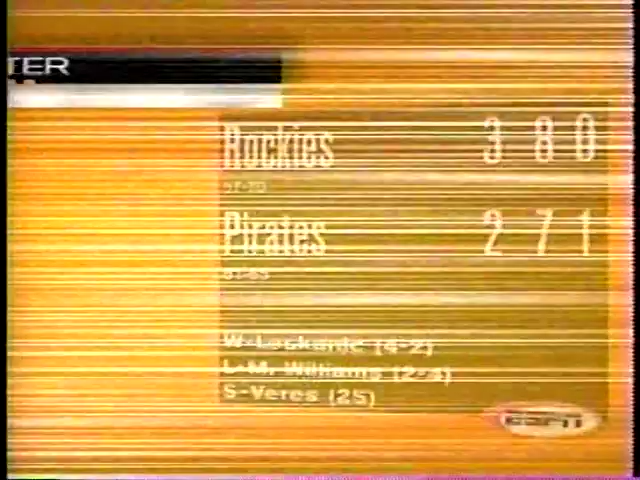 TER
Rockies 3 8 0
Pirates 2 7 1
W-Leskanic (4-2)
L-M. Williams (2-4)
S-Veres (25)
ESPN